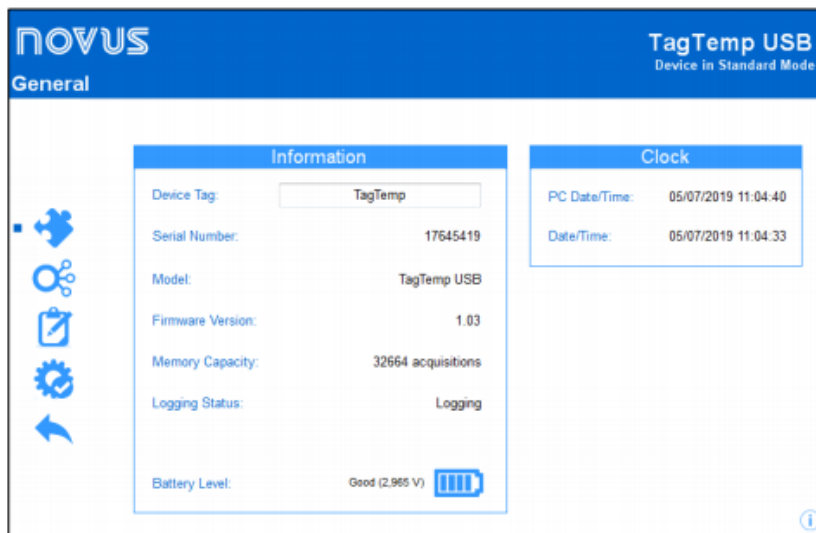 novus
TagTemp USB
Device in Standard Mode
General
Information
Device Tag: TagTemp
Serial Number: 17645419
Model: TagTemp USB
Firmware Version: 1.03
Memory Capacity: 32664 acquisitions
Logging Status: Logging
Battery Level: Good (2,965 V)
Clock
PC Date/Time: 05/07/2019 11:04:40
Date/Time: 05/07/2019 11:04:33